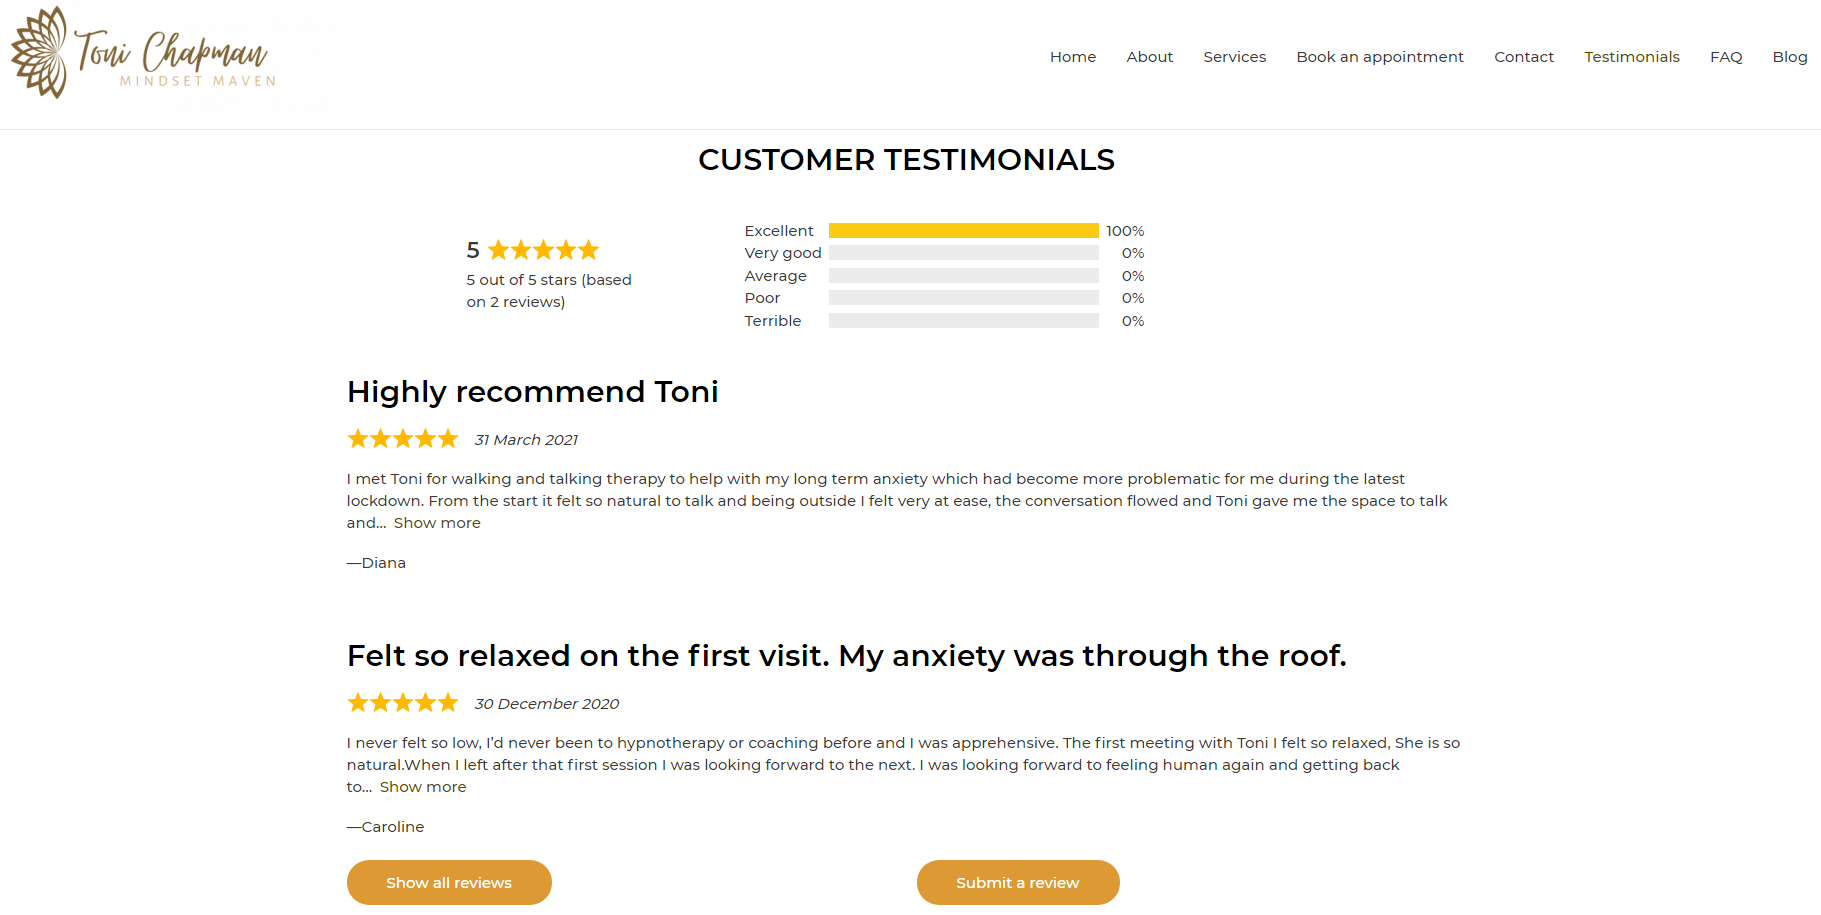 Toni Chapman
MINDSET MAVEN
Home About Services Book an appointment Contact Testimonials FAQ Blog
CUSTOMER TESTIMONIALS
5
5 out of 5 stars (based
on 2 reviews)
Excellent 100%
Very good 0%
Average 0%
Poor 0%
Terrible 0%
Highly recommend Toni
31 March 2021
I met Toni for walking and talking therapy to help with my long term anxiety which had become more problematic for me during the latest
lockdown. From the start it felt so natural to talk and being outside I felt very at ease, the conversation flowed and Toni gave me the space to talk
and... Show more
—Diana
Felt so relaxed on the first visit. My anxiety was through the roof.
30 December 2020
I never felt so low, I’d never been to hypnotherapy or coaching before and I was apprehensive. The first meeting with Toni I felt so relaxed, She is so
natural.When I left after that first session I was looking forward to the next. I was looking forward to feeling human again and getting back
to... Show more
—Caroline
Show all reviews Submit a review